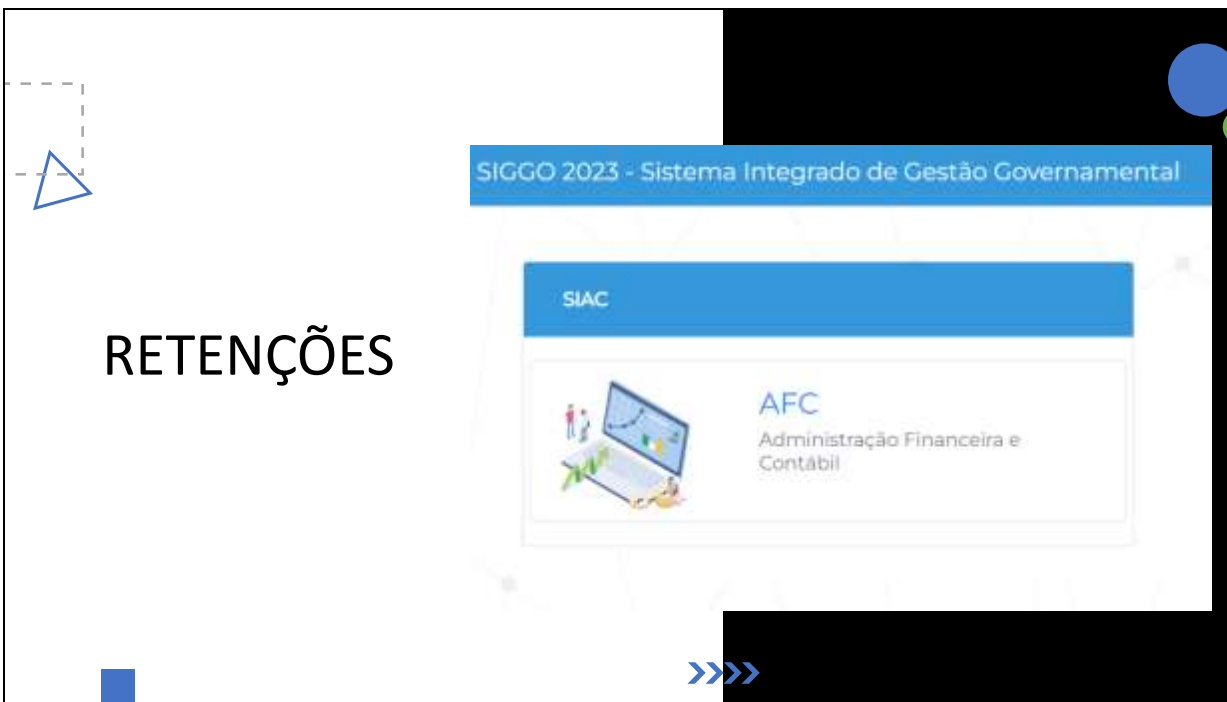 SIGGO 2023 - Sistema Integrado de Gestão Governamental
SIAC
RETENÇÕES
AFC
Administração Financeira e
Contábil